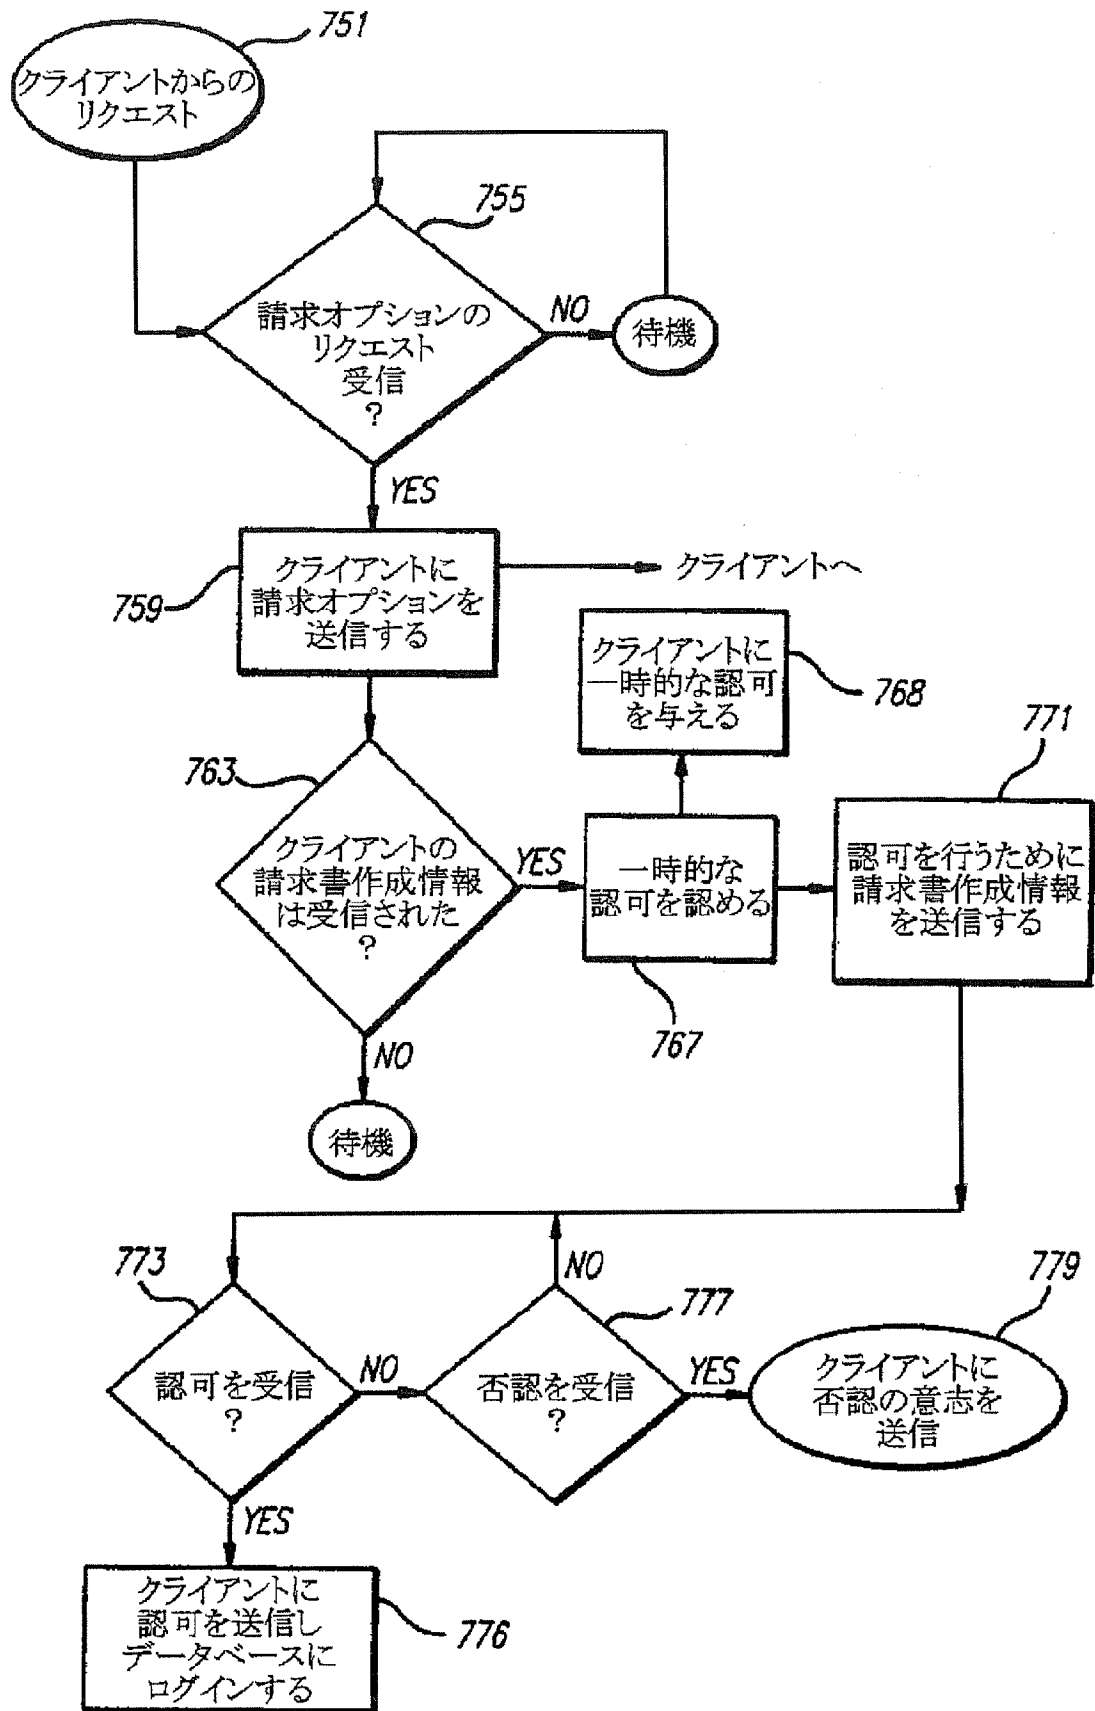 751
クライアントからの
リクエスト
755
請求オプションの
リクエスト
受信
?
NO
待機
YES
759
クライアントに
請求オプションを
送信する
クライアントへ
クライアントに
一時的な認可
を与える
768
771
763
クライアントの
請求書作成情報
は受信された
?
YES
一時的な
認可を認める
767
認可を行うために
請求書作成情報
を送信する
NO
待機
773
認可を受信
?
NO
777
NO
否認を受信
?
YES
779
クライアントに
否認の意志を
送信
YES
クライアントに
認可を送信し
データベースに
ログインする
776